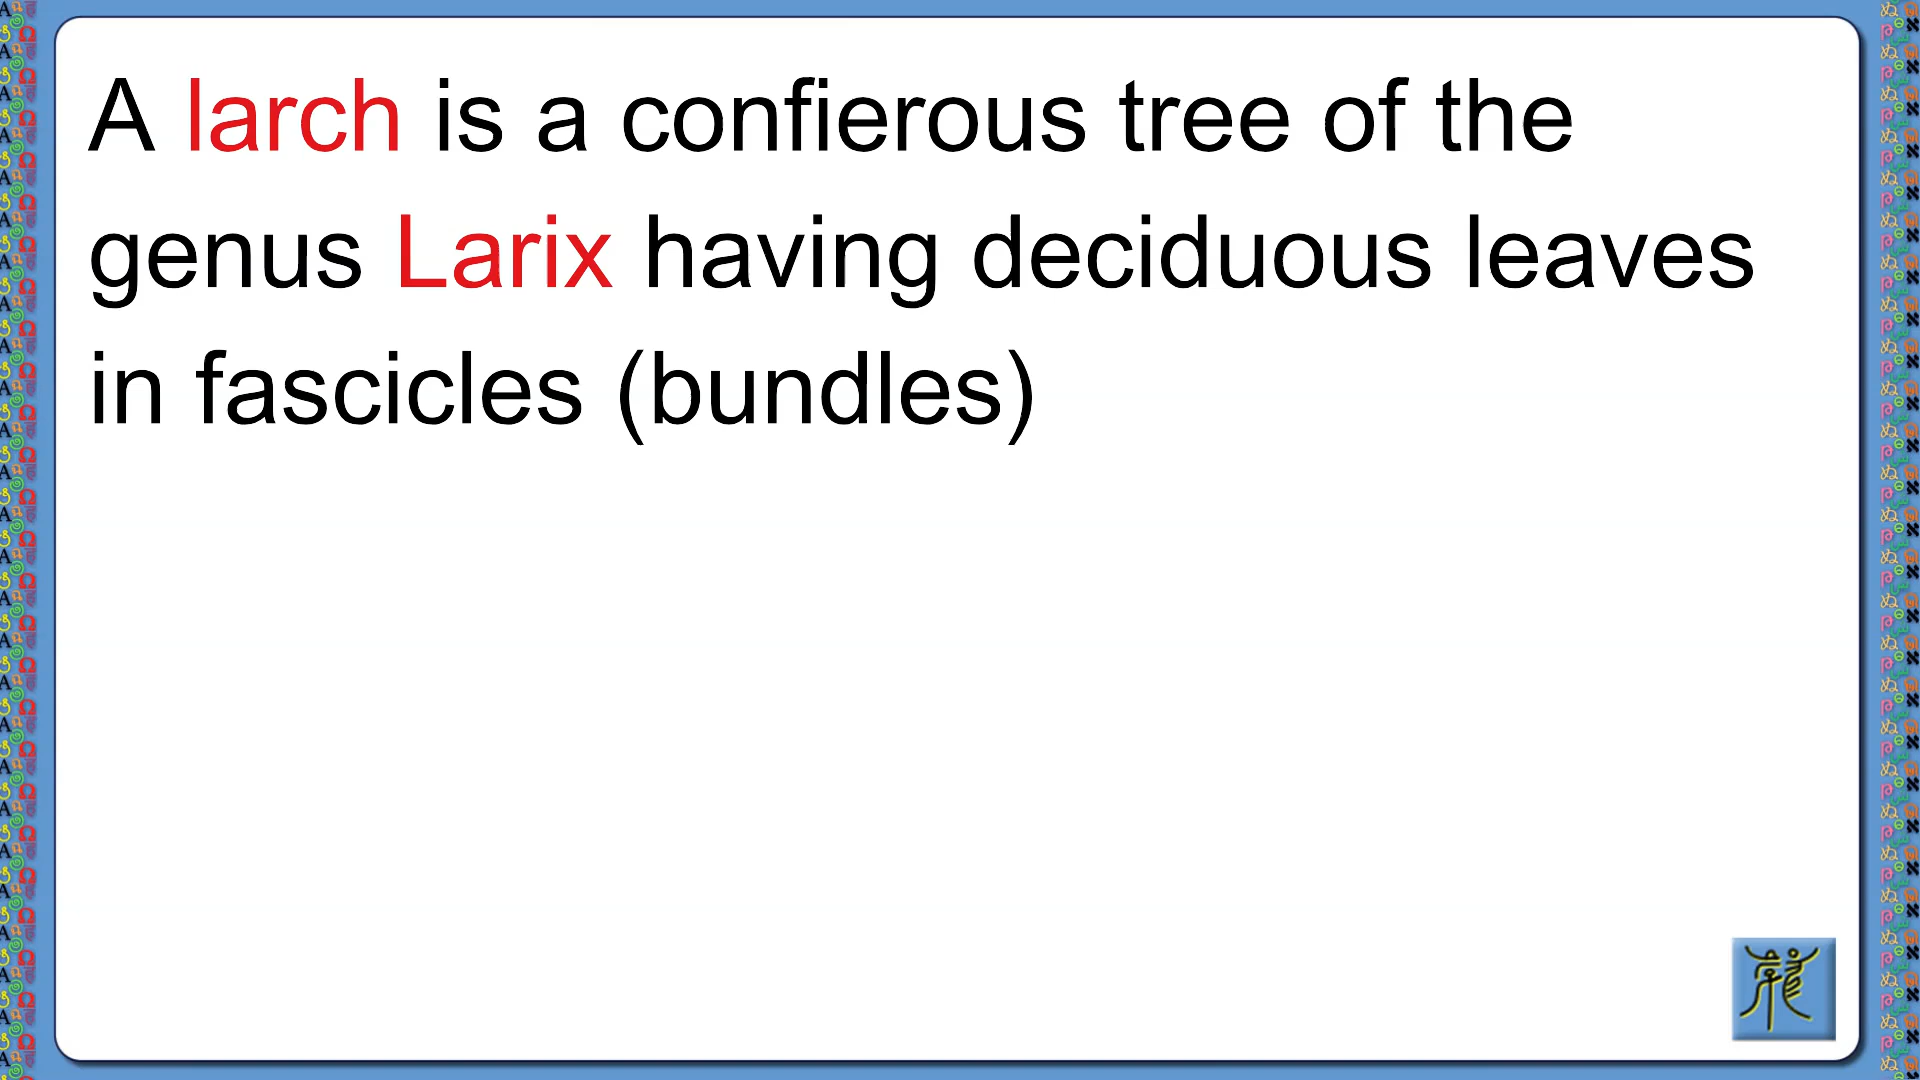 A larch is a confierous tree of the
genus Larix having deciduous leaves
in fascicles (bundles)